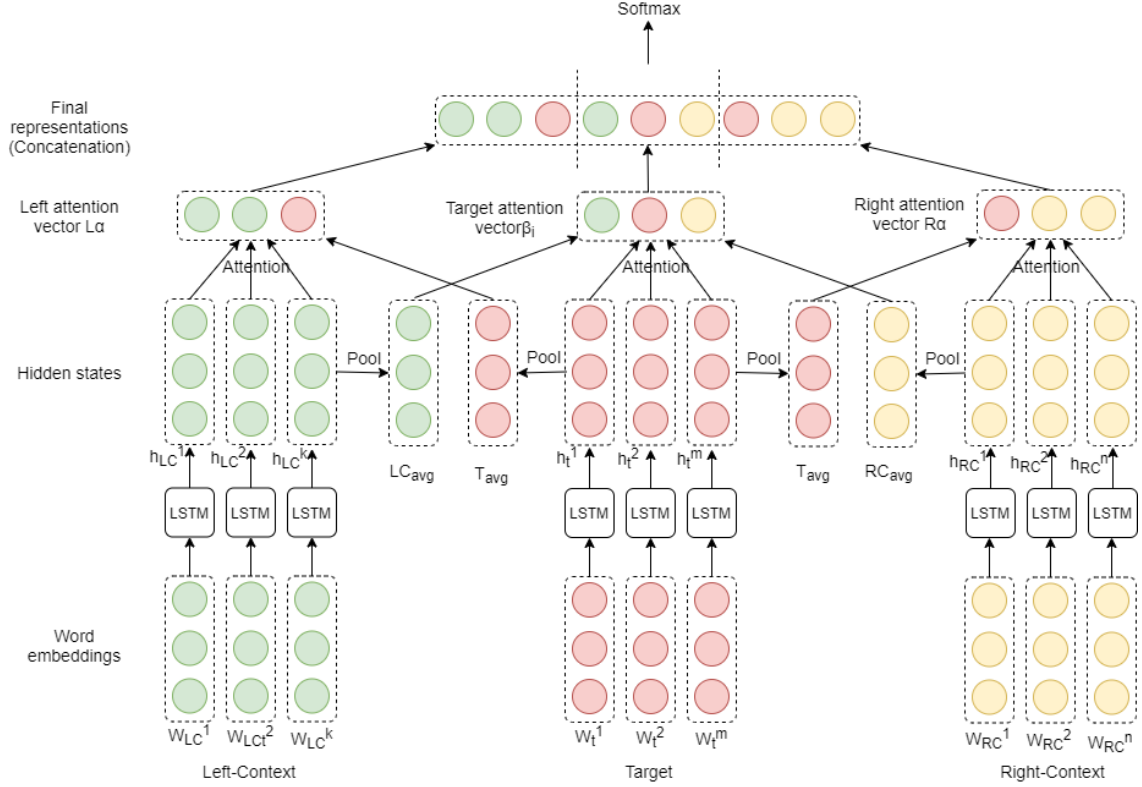 Softmax
Final
representations
(Concatenation)
Left attention
vector Lα
Target attention
vectorβi
Right attention
vector Rα
Attention
Attention
Attention
Hidden states
Pool
Pool
Pool
Pool
hLC1
hLC2
hLCk
LCavg
Tavg
ht1
ht2
htm
Tavg
RCavg
hRC1
hRC2
hRCn
LSTM
LSTM
LSTM
LSTM
LSTM
LSTM
LSTM
LSTM
LSTM
Word
embeddings
WLC1
WLCt2
WLCk
Wt1
Wt2
Wtm
WRC1
WRC2
WRCn
Left-Context
Target
Right-Context